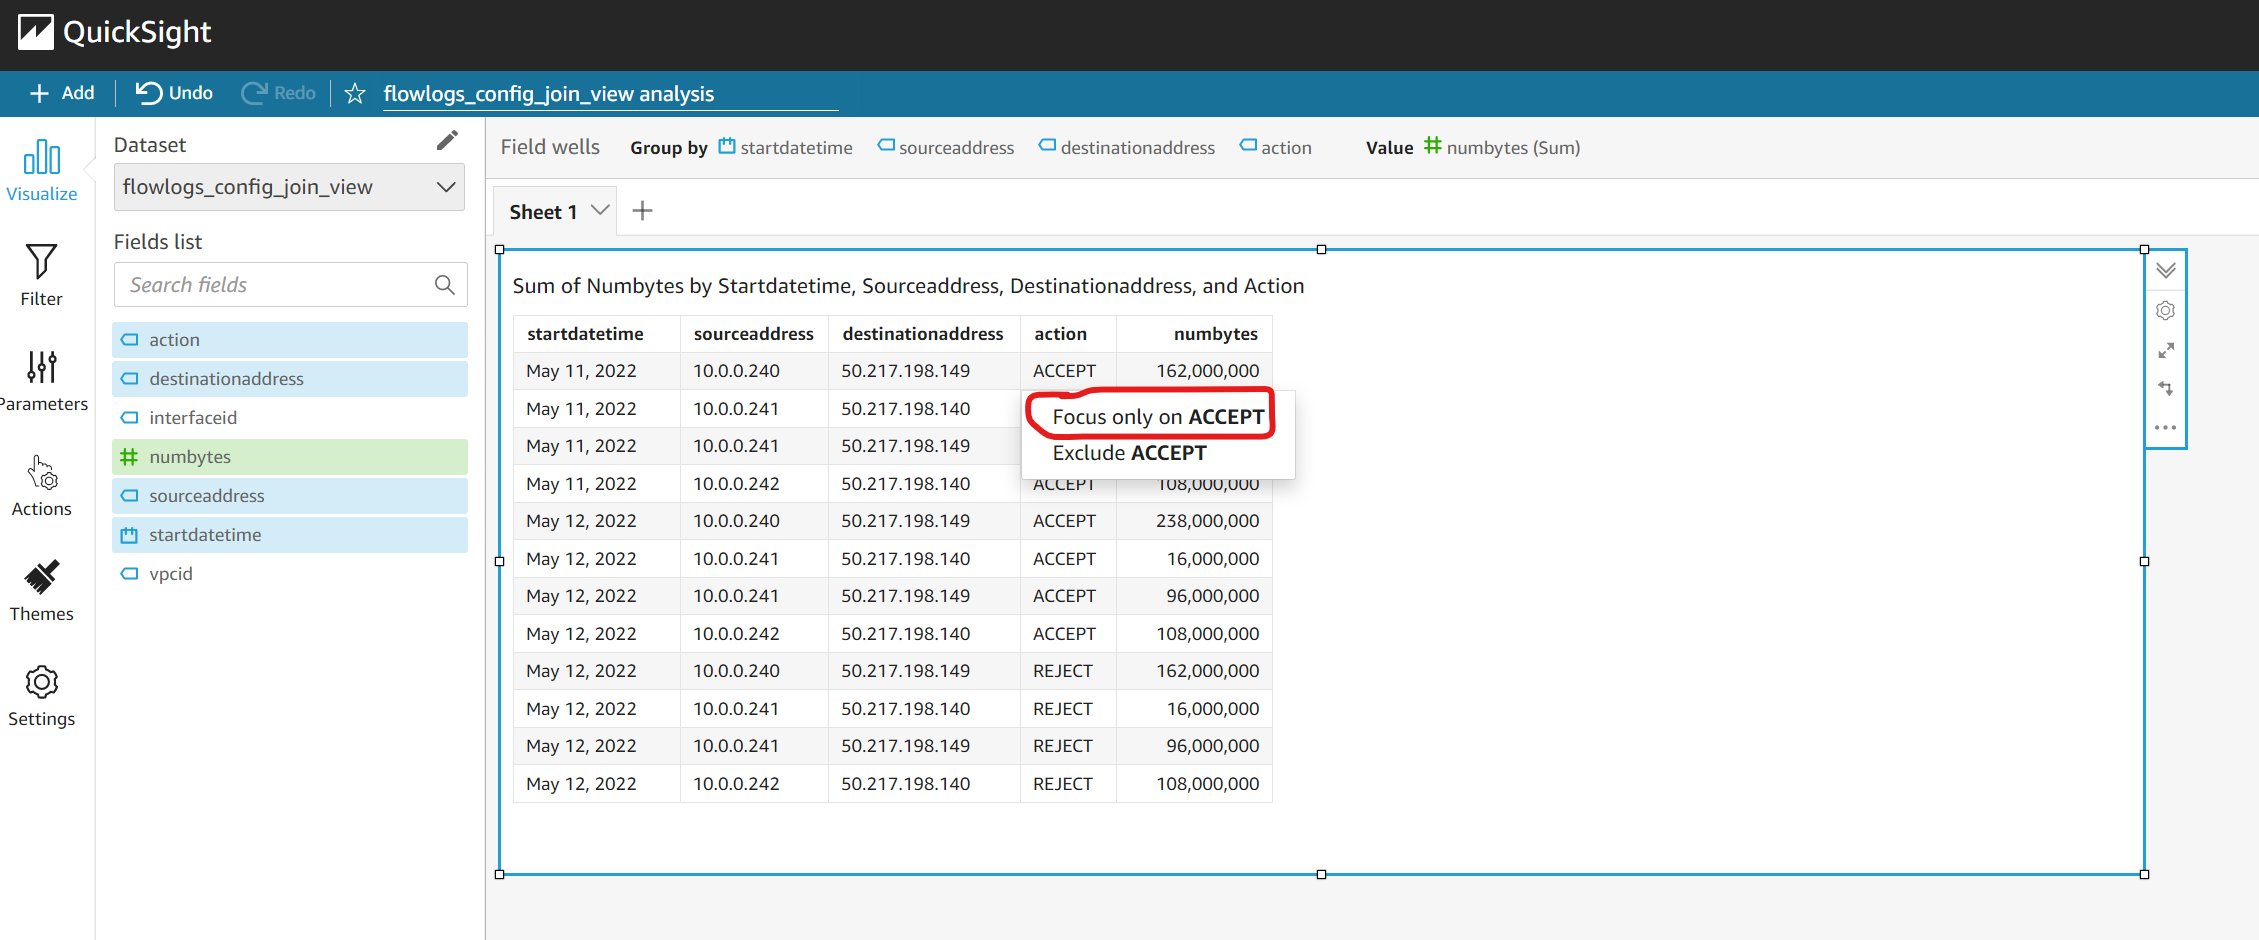 QuickSight
Add Undo Redo flowlogs_config_join_view analysis
Visualize
Filter
Parameters
Actions
Themes
Settings
Dataset
flowlogs_config_join_view
Fields list
Search fields
action
destinationaddress
interfaceid
numbytes
sourceaddress
startdatetime
vpcid
Field wells Group by startdatetime sourceaddress destinationaddress action Value numbytes (Sum)
Sheet 1
Sum of Numbytes by Startdatetime, Sourceaddress, Destinationaddress, and Action
startdatetime sourceaddress destinationaddress action numbytes
May 11, 2022 10.0.0.240 50.217.198.149 ACCEPT 162,000,000
May 11, 2022 10.0.0.241 50.217.198.140
May 11, 2022 10.0.0.241 50.217.198.149
May 11, 2022 10.0.0.242 50.217.198.140 ACCEPT 108,000,000
May 12, 2022 10.0.0.240 50.217.198.149 ACCEPT 238,000,000
May 12, 2022 10.0.0.241 50.217.198.140 ACCEPT 16,000,000
May 12, 2022 10.0.0.241 50.217.198.149 ACCEPT 96,000,000
May 12, 2022 10.0.0.242 50.217.198.140 ACCEPT 108,000,000
May 12, 2022 10.0.0.240 50.217.198.149 REJECT 162,000,000
May 12, 2022 10.0.0.241 50.217.198.140 REJECT 16,000,000
May 12, 2022 10.0.0.241 50.217.198.149 REJECT 96,000,000
May 12, 2022 10.0.0.242 50.217.198.140 REJECT 108,000,000
Focus only on ACCEPT
Exclude ACCEPT